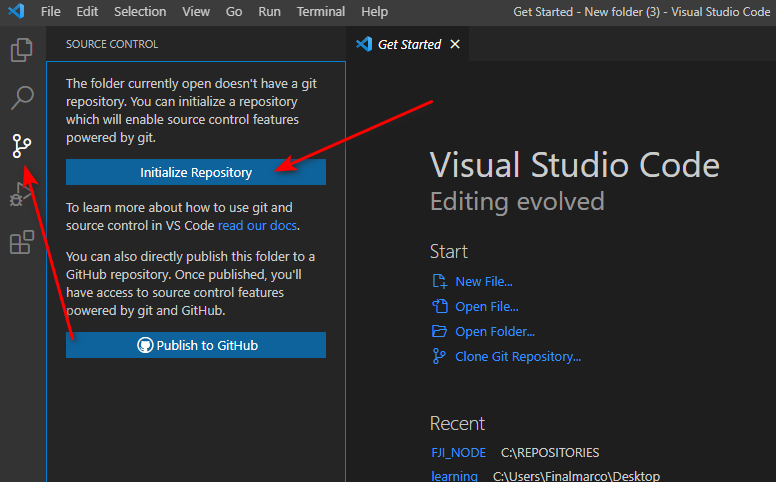 File Edit Selection View Go Run Terminal Help Get Started - New folder (3) - Visual Studio Code
SOURCE CONTROL
Get Started
The folder currently open doesn't have a git
repository. You can initialize a repository
which will enable source control features
powered by git.
Initialize Repository
To learn more about how to use git and
source control in VS Code read our docs.
You can also directly publish this folder to a
GitHub repository. Once published, you'll
have access to source control features
powered by git and GitHub.
Publish to GitHub
Visual Studio Code
Editing evolved
Start
New File...
Open File...
Open Folder...
Clone Git Repository...
Recent
FJI_NODE C:\REPOSITORIES
learning C:\Users\Finalmarco\Desktop